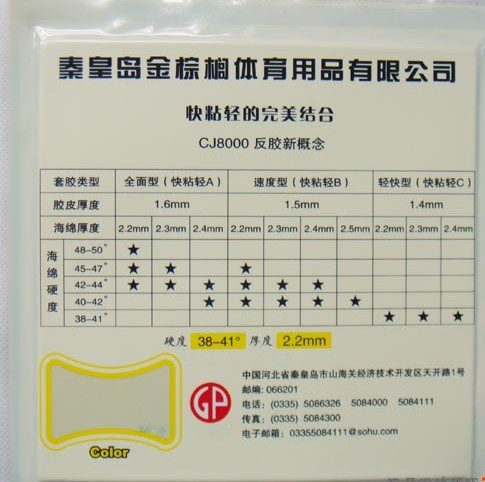 秦皇岛金棕榈体育用品有限公司
快粘轻的完美结合
CJ8000 反胶新概念
套胶类型 全面型（快粘轻A） 速度型（快粘轻B） 轻快型（快粘轻C）
胶皮厚度 1.6mm 1.5mm 1.4mm
海绵厚度 2.2mm 2.3mm 2.4mm 2.2mm 2.3mm 2.4mm 2.5mm 2.2mm 2.3mm 2.4mm
海绵硬度
48-50° ★
45-47° ★ ★ ★
42-44° ★ ★ ★ ★ ★ ★
40-42° ★ ★ ★ ★ ★
38-41° ★ ★ ★
硬度 38-41° 厚度 2.2mm
中国河北省秦皇岛市山海关经济技术开发区天开路1号
邮编: 066201
电话: (0335) 5086326 5084000 5084111
传真: (0335) 5084300
电子邮箱: 03355084111@sohu.com
GP
Color